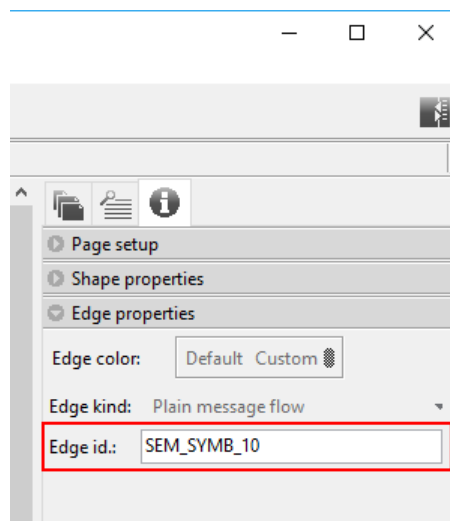 Page setup
Shape properties
Edge properties
Edge color: Default Custom
Edge kind: Plain message flow
Edge id.: SEM_SYMB_10